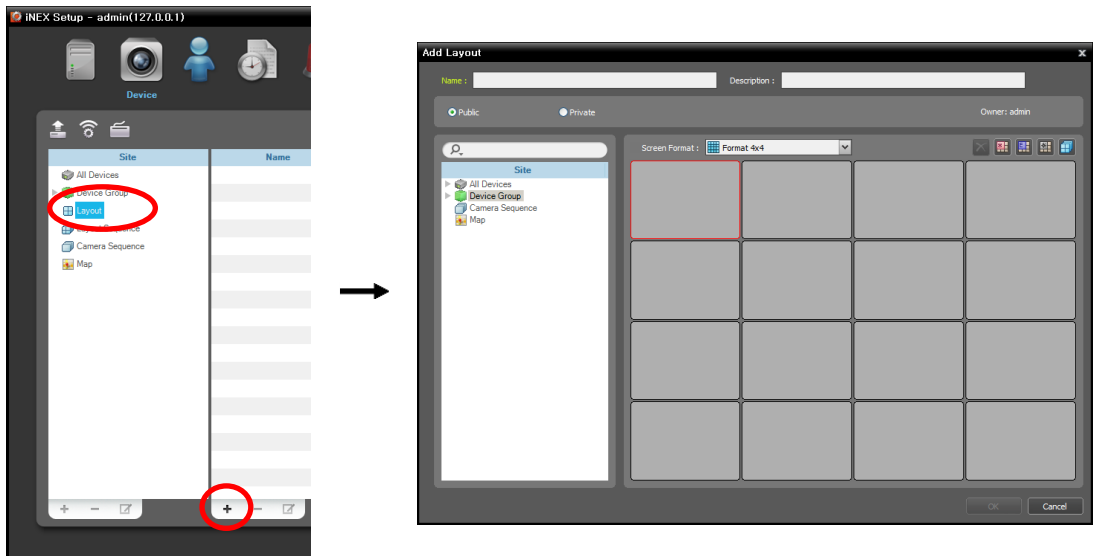 iNEX Setup - admin(127.0.0.1)
Device
Site
Name
All Devices
Device Group
Layout
Layout Sequence
Camera Sequence
Map
Add Layout
Name :
Description :
Public
Private
Owner: admin
Site
All Devices
Device Group
Camera Sequence
Map
Screen Format :
Format 4x4
OK
Cancel